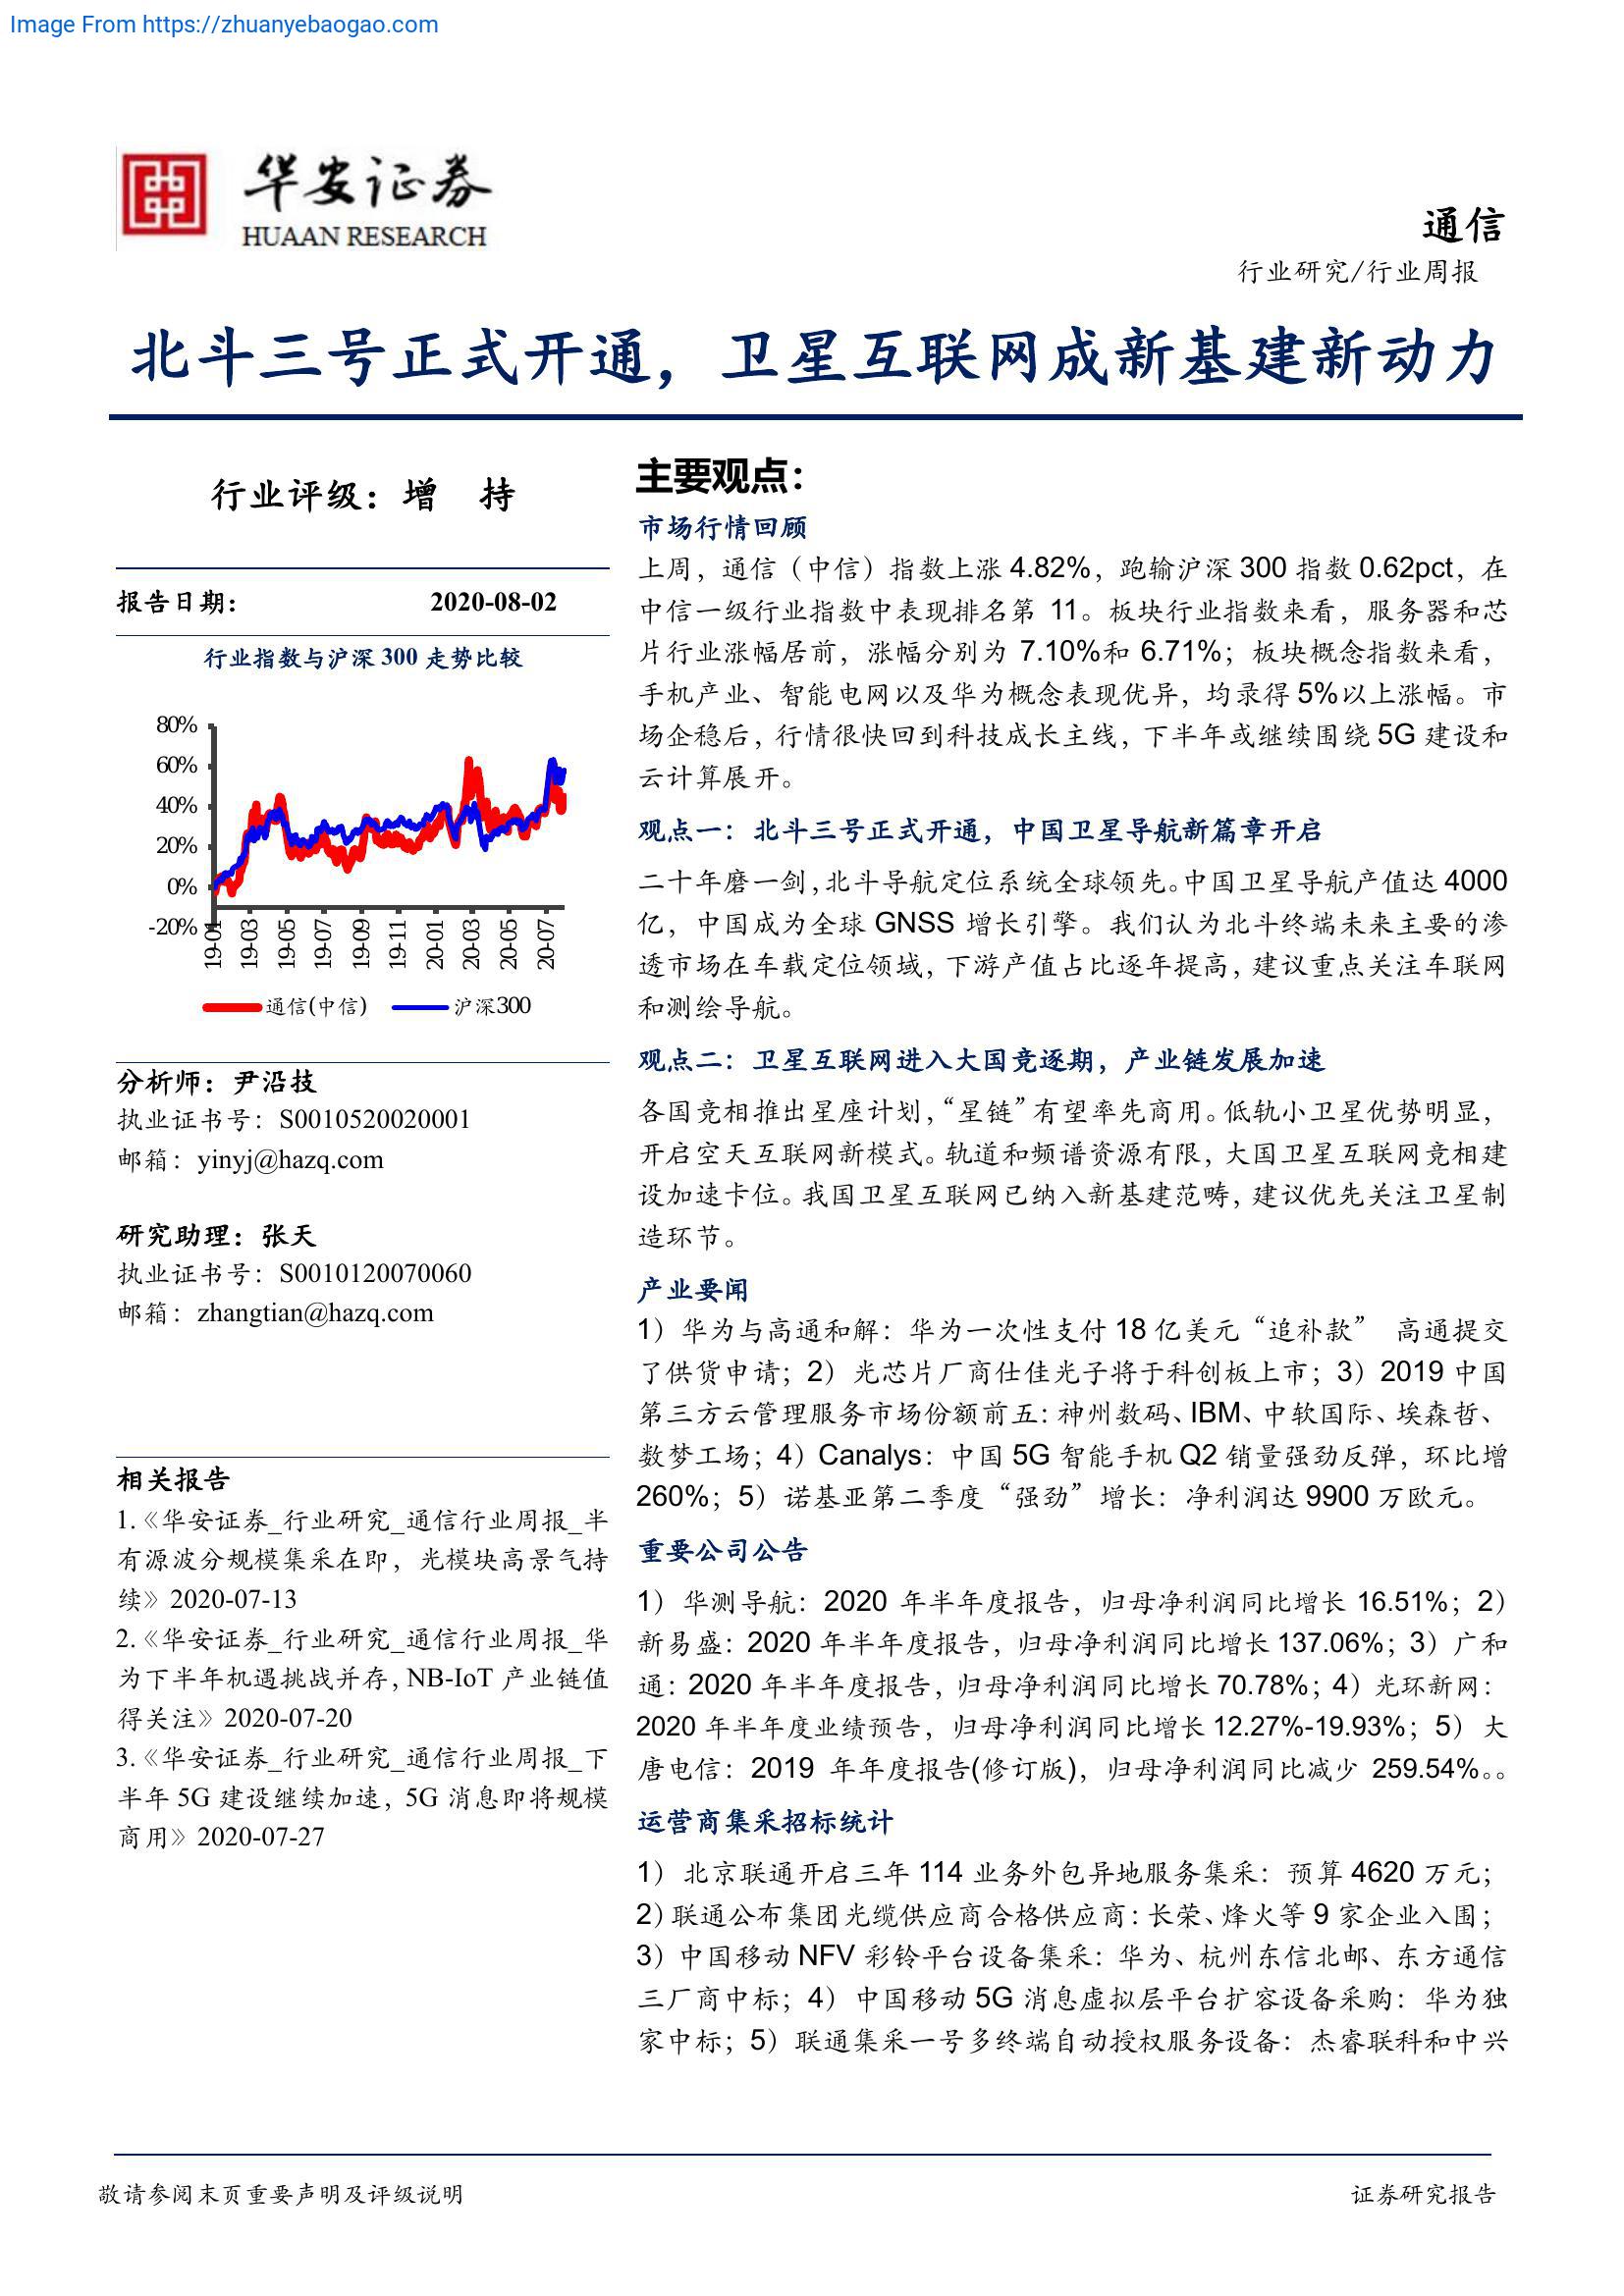 Image From https://zhuanyebaogao.com
华安证券
HUAAN RESEARCH
通信
行业研究/行业周报
北斗三号正式开通，卫星互联网成新基建新动力
行业评级：增 持
报告日期： 2020-08-02
行业指数与沪深 300 走势比较
80%
60%
40%
20%
0%
-20%
19-01
19-03
19-05
19-07
19-09
19-11
20-01
20-03
20-05
20-07
通信(中信) 沪深300
分析师：尹沿技
执业证书号：S0010520020001
邮箱：yinyj@hazq.com
研究助理：张天
执业证书号：S0010120070060
邮箱：zhangtian@hazq.com
相关报告
1.《华安证券_行业研究_通信行业周报_半
有源波分规模集采在即，光模块高景气持
续》2020-07-13
2.《华安证券_行业研究_通信行业周报_华
为下半年机遇挑战并存，NB-IoT 产业链值
得关注》2020-07-20
3.《华安证券_行业研究_通信行业周报_下
半年 5G 建设继续加速，5G 消息即将规模
商用》2020-07-27
主要观点：
市场行情回顾
上周，通信（中信）指数上涨 4.82%，跑输沪深 300 指数 0.62pct，在
中信一级行业指数中表现排名第 11。板块行业指数来看，服务器和芯
片行业涨幅居前，涨幅分别为 7.10%和 6.71%；板块概念指数来看，
手机产业、智能电网以及华为概念表现优异，均录得 5%以上涨幅。市
场企稳后，行情很快回到科技成长主线，下半年或继续围绕 5G 建设和
云计算展开。
观点一：北斗三号正式开通，中国卫星导航新篇章开启
二十年磨一剑，北斗导航定位系统全球领先。中国卫星导航产值达 4000
亿，中国成为全球 GNSS 增长引擎。我们认为北斗终端未来主要的渗
透市场在车载定位领域，下游产值占比逐年提高，建议重点关注车联网
和测绘导航。
观点二：卫星互联网进入大国竞逐期，产业链发展加速
各国竞相推出星座计划，“星链”有望率先商用。低轨小卫星优势明显，
开启空天互联网新模式。轨道和频谱资源有限，大国卫星互联网竞相建
设加速卡位。我国卫星互联网已纳入新基建范畴，建议优先关注卫星制
造环节。
产业要闻
1）华为与高通和解：华为一次性支付 18 亿美元“追补款” 高通提交
了供货申请；2）光芯片厂商仕佳光子将于科创板上市；3）2019 中国
第三方云管理服务市场份额前五：神州数码、IBM、中软国际、埃森哲、
数梦工场；4）Canalys：中国 5G 智能手机 Q2 销量强劲反弹，环比增
260%；5）诺基亚第二季度“强劲”增长：净利润达 9900 万欧元。
重要公司公告
1）华测导航：2020 年半年度报告，归母净利润同比增长 16.51%；2）
新易盛：2020 年半年度报告，归母净利润同比增长 137.06%；3）广和
通：2020 年半年度报告，归母净利润同比增长 70.78%；4）光环新网：
2020 年半年度业绩预告，归母净利润同比增长 12.27%-19.93%；5）大
唐电信：2019 年年度报告(修订版)，归母净利润同比减少 259.54%。。
运营商集采招标统计
1）北京联通开启三年 114 业务外包异地服务集采：预算 4620 万元；
2）联通公布集团光缆供应商合格供应商：长荣、烽火等 9 家企业入围；
3）中国移动 NFV 彩铃平台设备集采：华为、杭州东信北邮、东方通信
三厂商中标；4）中国移动 5G 消息虚拟层平台扩容设备采购：华为独
家中标；5）联通集采一号多终端自动授权服务设备：杰睿联科和中兴
敬请参阅末页重要声明及评级说明 证券研究报告